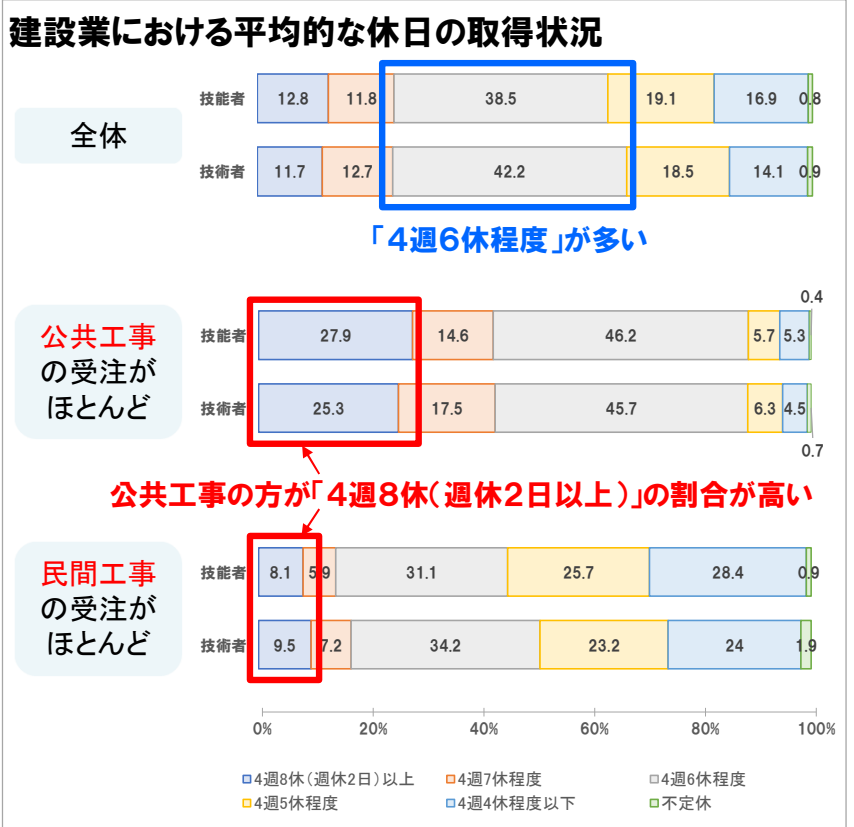 建設業における平均的な休日の取得状況
全体
技能者 12.8 11.8 38.5 19.1 16.9 0.8
技術者 11.7 12.7 42.2 18.5 14.1 0.9
「4週6休程度」が多い
公共工事
の受注が
ほとんど
0.4
技能者 27.9 14.6 46.2 5.7 5.3
技術者 25.3 17.5 45.7 6.3 4.5
0.7
公共工事の方が「4週8休(週休2日以上)」の割合が高い
民間工事
の受注が
ほとんど
技能者 8.1 5.9 31.1 25.7 28.4 0.9
技術者 9.5 7.2 34.2 23.2 24 1.9
0% 20% 40% 60% 80% 100%
4週8休(週休2日)以上 4週7休程度 4週6休程度
4週5休程度 4週4休程度以下 不定休